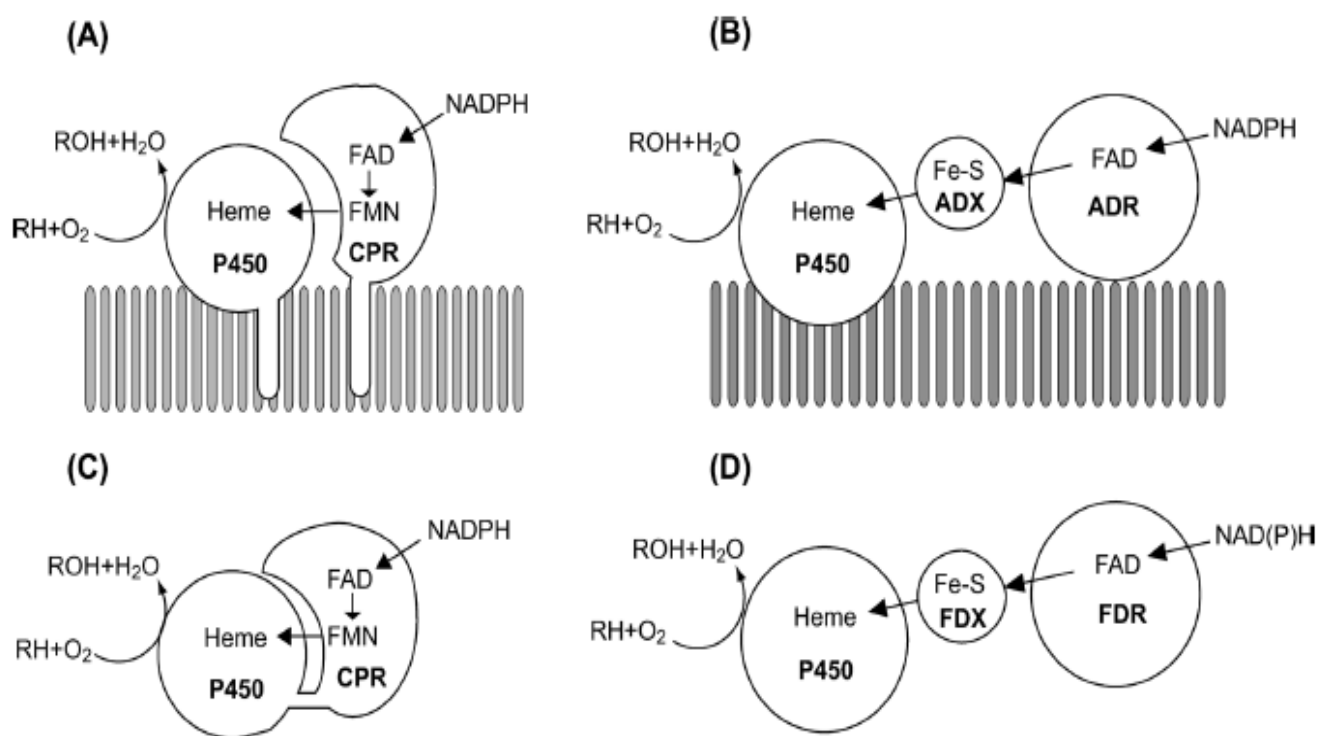 (A)
NADPH
ROH+H₂O
FAD
Heme
FMN
RH+O₂
P450
CPR
(B)
NADPH
ROH+H₂O
Fe-S
FAD
ADX
ADR
Heme
RH+O₂
P450
(C)
NADPH
ROH+H₂O
FAD
Heme
FMN
RH+O₂
CPR
P450
(D)
NAD(P)H
ROH+H₂O
Fe-S
FAD
FDX
FDR
Heme
RH+O₂
P450